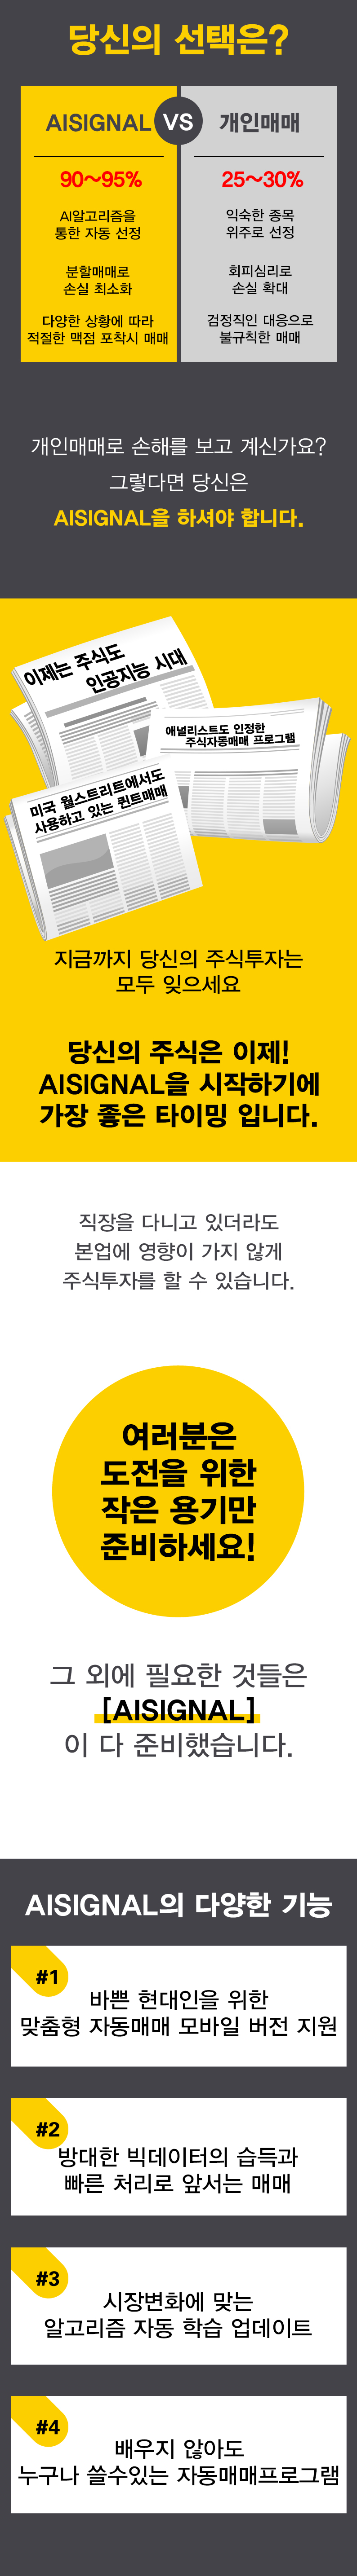 당신의 선택은?
AISIGNAL VS 개인매매
90~95%
AI알고리즘을
통한 자동 선정
분할매매로
손실 최소화
다양한 상황에 따라
적절한 맥점 포착시 매매
25~30%
익숙한 종목
위주로 선정
회피심리로
손실 확대
검정직인 대응으로
불규칙한 매매
개인매매로 손해를 보고 계신가요?
그렇다면 당신은
AISIGNAL을 하셔야 합니다.
이제는 주식도
인공지능 시대
애널리스트도 인정한
주식자동매매 프로그램
미국 월스트리트에서도
사용하고 있는 퀀트매매
지금까지 당신의 주식투자는
모두 잊으세요
당신의 주식은 이제!
AISIGNAL을 시작하기에
가장 좋은 타이밍 입니다.
직장을 다니고 있더라도
본업에 영향이 가지 않게
주식투자를 할 수 있습니다.
여러분은
도전을 위한
작은 용기만
준비하세요!
그 외에 필요한 것들은
[AISIGNAL]
이 다 준비했습니다.
AISIGNAL의 다양한 기능
#1
바쁜 현대인을 위한
맞춤형 자동매매 모바일 버전 지원
#2
방대한 빅데이터의 습득과
빠른 처리로 앞서는 매매
#3
시장변화에 맞는
알고리즘 자동 학습 업데이트
#4
배우지 않아도
누구나 쓸수있는 자동매매프로그램